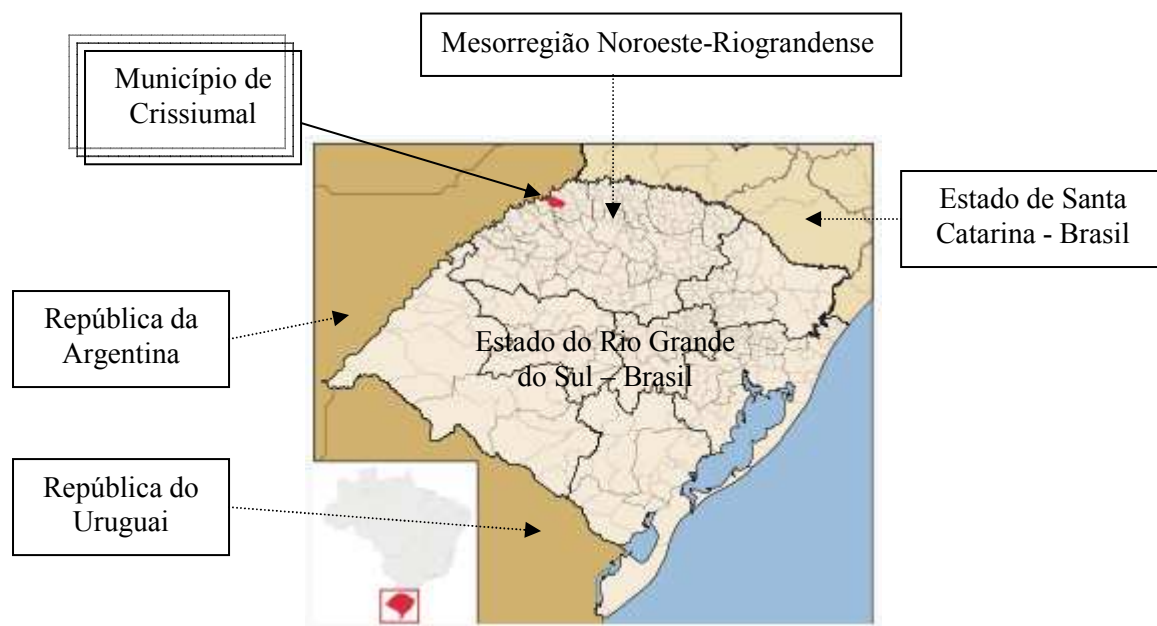 Mesorregião Noroeste-Riograndense
Município de
Crissiumal
Estado de Santa
Catarina - Brasil
República da
Argentina
Estado do Rio Grande
do Sul – Brasil
República do
Uruguai